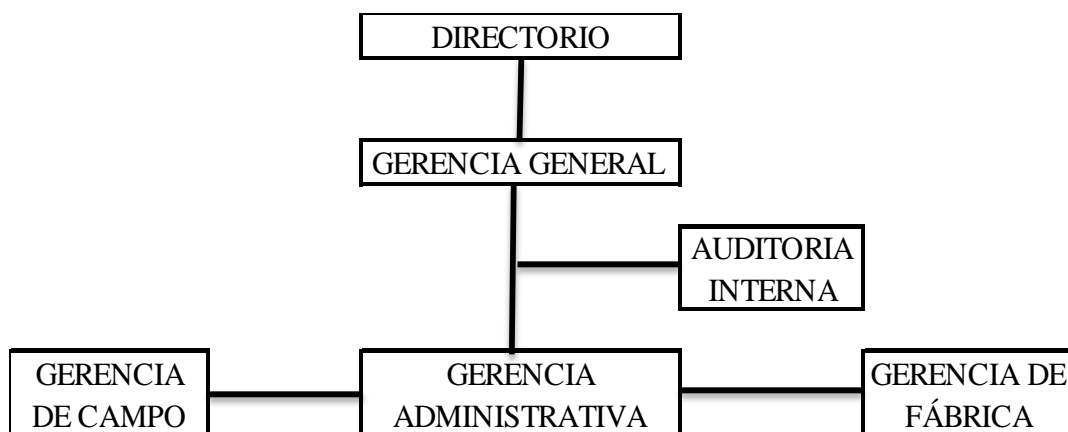 DIRECTORIO
GERENCIA GENERAL
AUDITORIA
INTERNA
GERENCIA
DE CAMPO
GERENCIA
ADMINISTRATIVA
GERENCIA DE
FÁBRICA